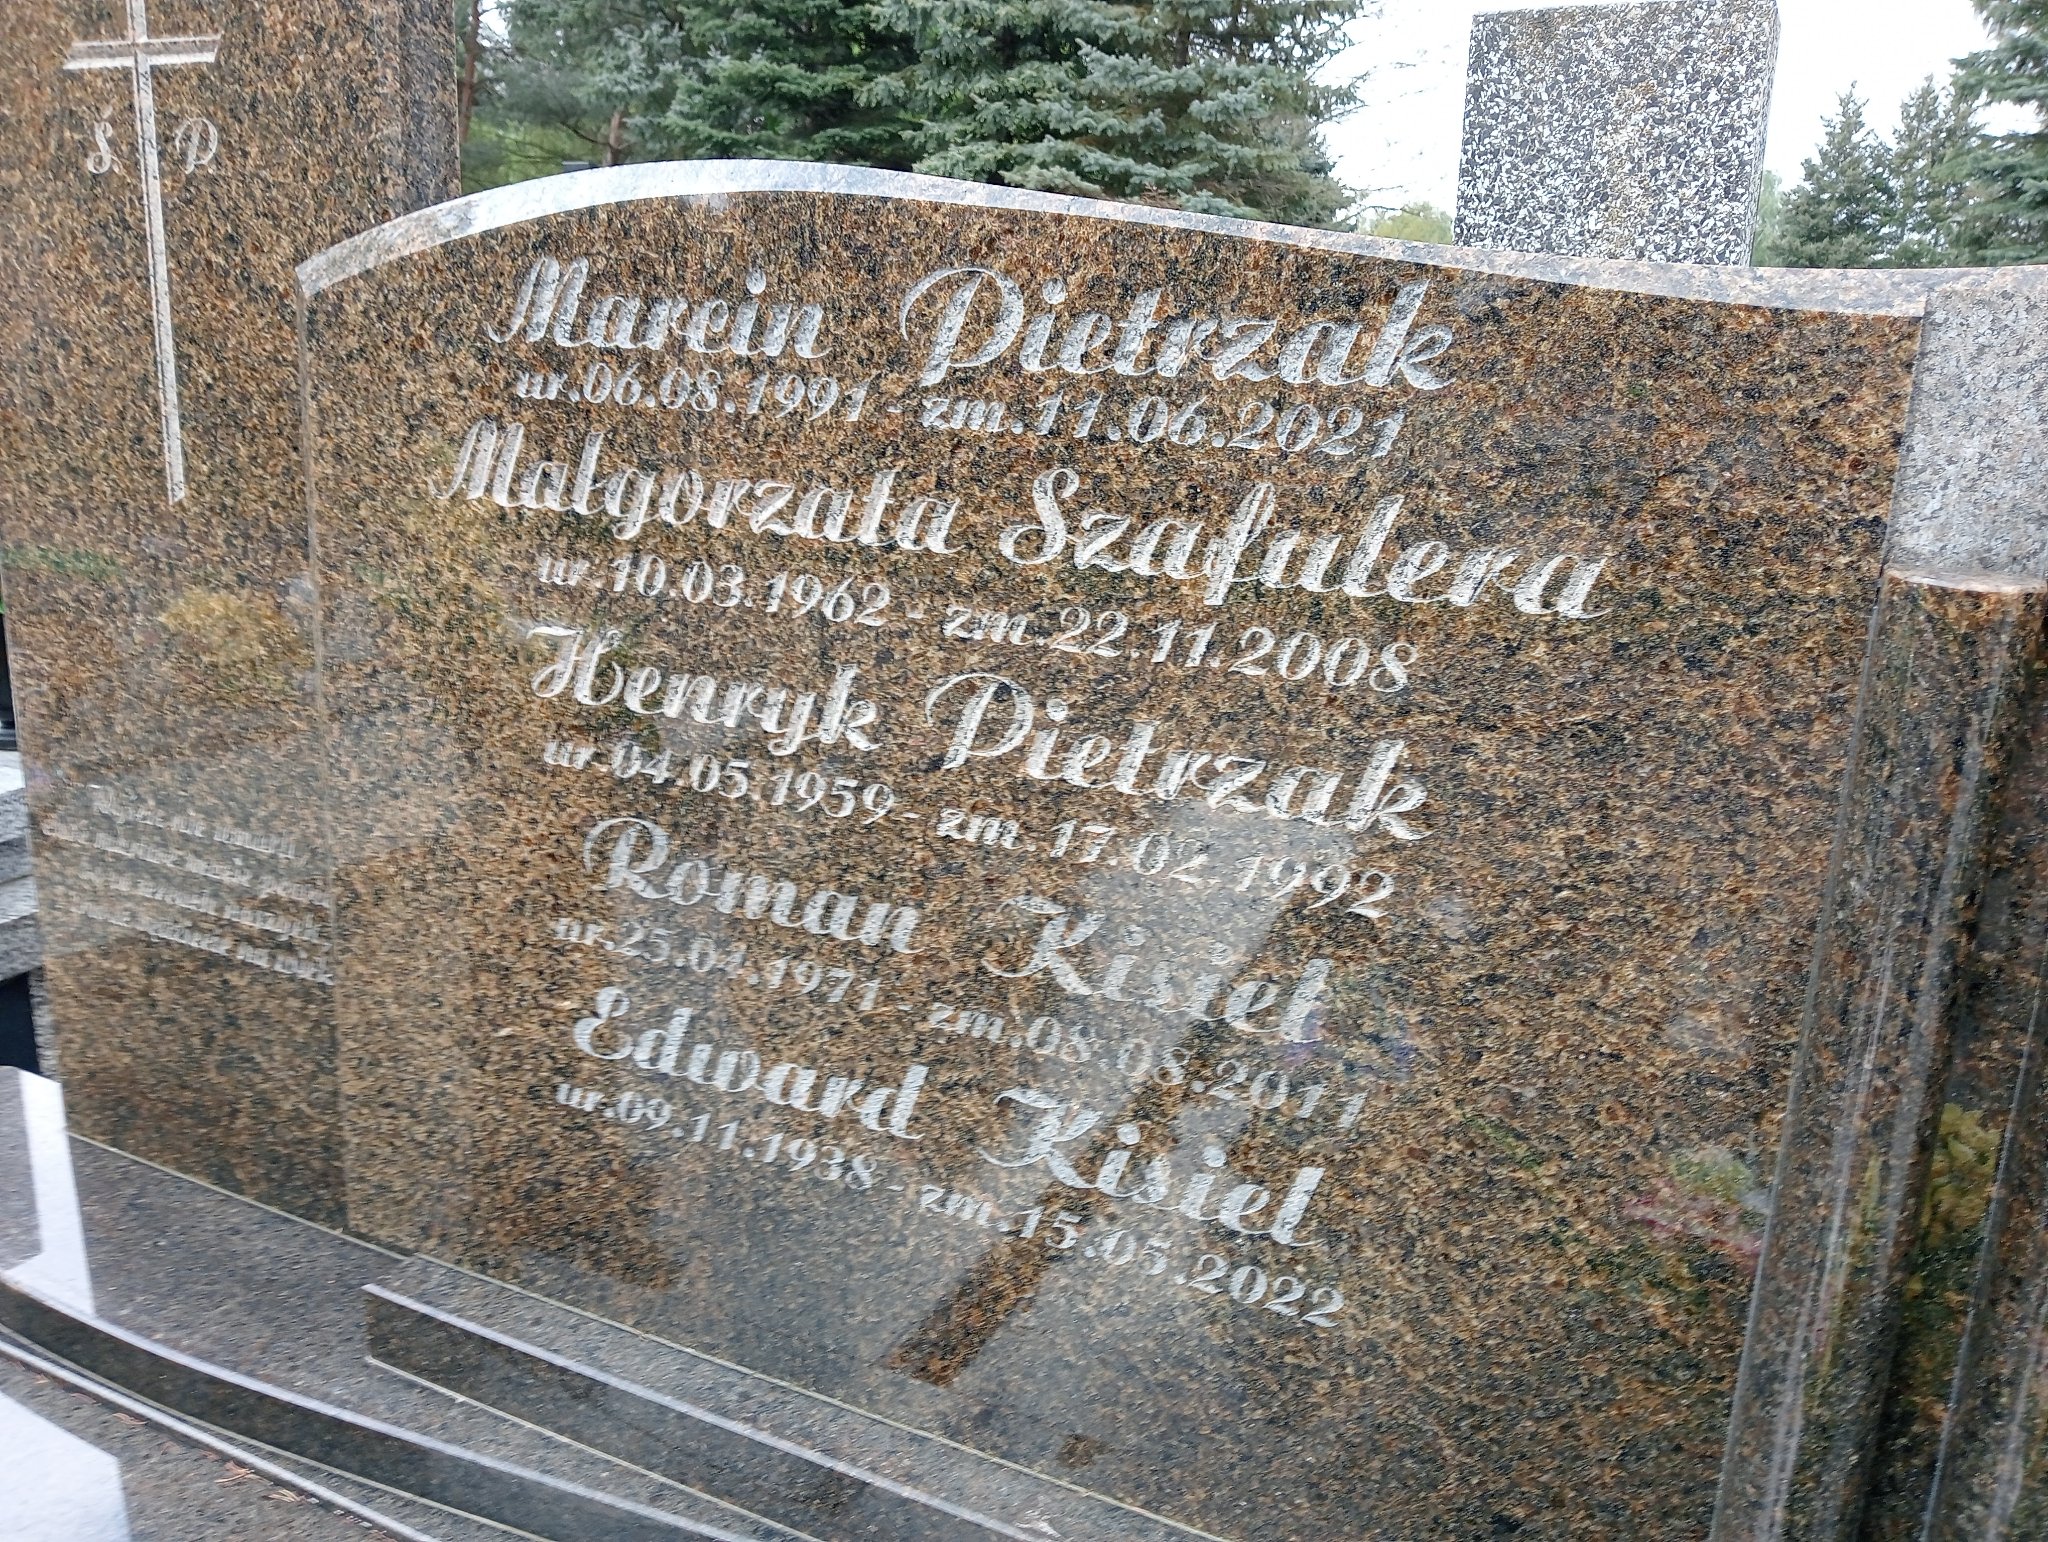 Ś. P.
Marcin Pietrzak
ur.06.08.1991 - zm.11.06.2021
Małgorzata Szafulera
ur.10.03.1962 - zm.22.11.2008
Henryk Pietrzak
ur.04.05.1959 - zm.17.02.1992
Roman Kisiel
ur.25.04.1971 - zm.08.08.2011
Edward Kisiel
ur.09.11.1938 - zm.15.05.2022
nie umarł